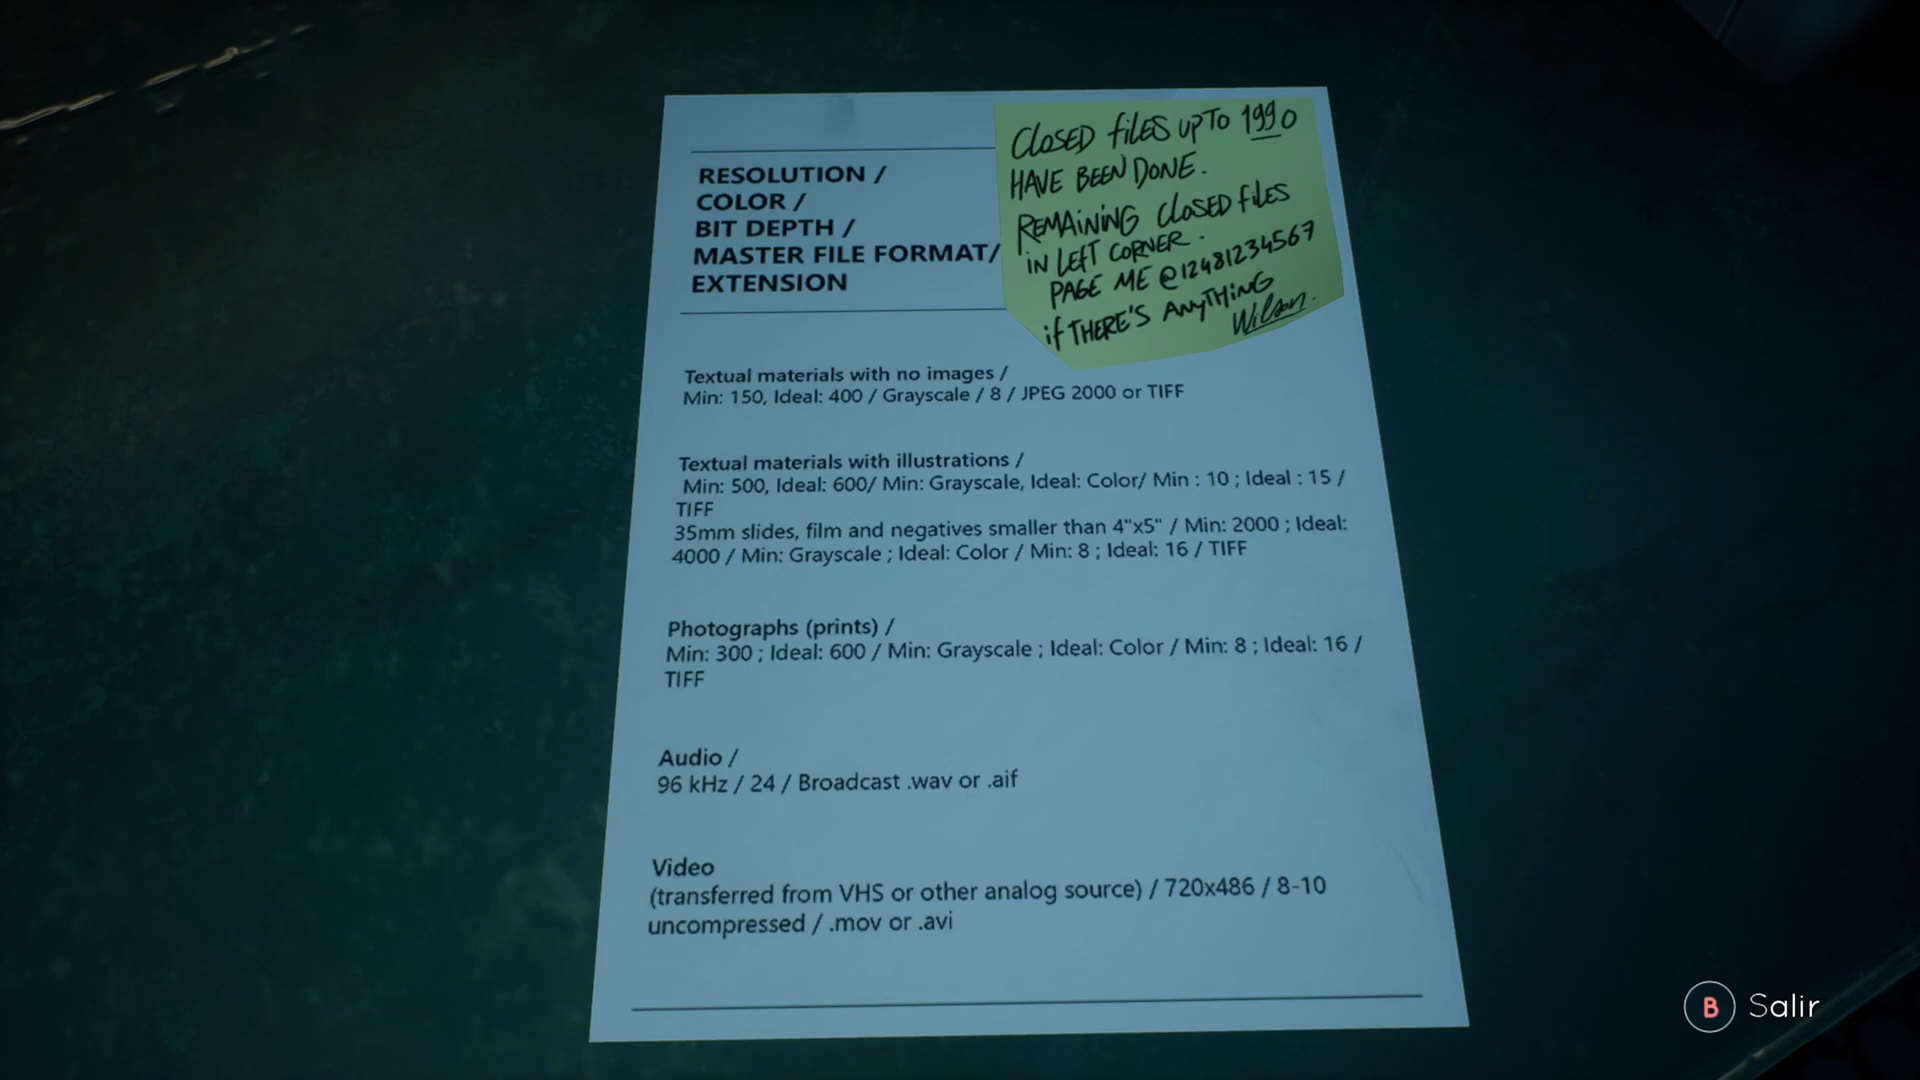 RESOLUTION /
COLOR /
BIT DEPTH /
MASTER FILE FORMAT/
EXTENSION
CLOSED FILES UP TO 1990
HAVE BEEN DONE.
REMAINING CLOSED FILES
IN LEFT CORNER.
PAGE ME @12481234567
if THERE'S ANYTHING
Wilson.
Textual materials with no images /
Min: 150, Ideal: 400 / Grayscale / 8 / JPEG 2000 or TIFF
Textual materials with illustrations /
Min: 500, Ideal: 600/ Min: Grayscale, Ideal: Color/ Min : 10 ; Ideal : 15 /
TIFF
35mm slides, film and negatives smaller than 4"x5" / Min: 2000 ; Ideal:
4000 / Min: Grayscale ; Ideal: Color / Min: 8 ; Ideal: 16 / TIFF
Photographs (prints) /
Min: 300 ; Ideal: 600 / Min: Grayscale ; Ideal: Color / Min: 8 ; Ideal: 16 /
TIFF
Audio /
96 kHz / 24 / Broadcast .wav or .aif
Video
(transferred from VHS or other analog source) / 720x486 / 8-10
uncompressed / .mov or .avi
B Salir